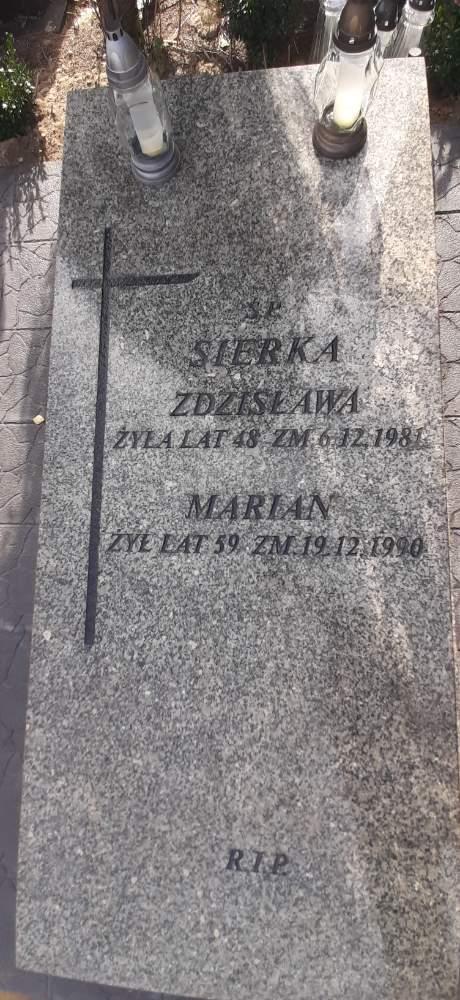 Ś.P.
SIERKA
ZDZISŁAWA
ŻYŁA LAT 48 ZM 6.12.1981
MARIAN
ŻYŁ LAT 59 ZM.19.12.1990
R.I.P.